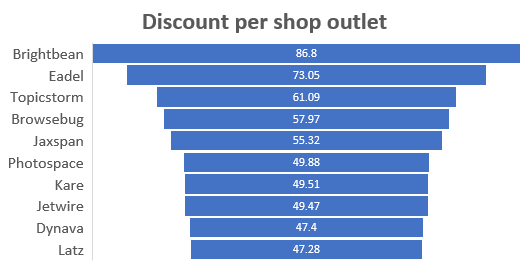 Discount per shop outlet
Brightbean 86.8
Eadel 73.05
Topicstorm 61.09
Browsebug 57.97
Jaxspan 55.32
Photospace 49.88
Kare 49.51
Jetwire 49.47
Dynava 47.4
Latz 47.28